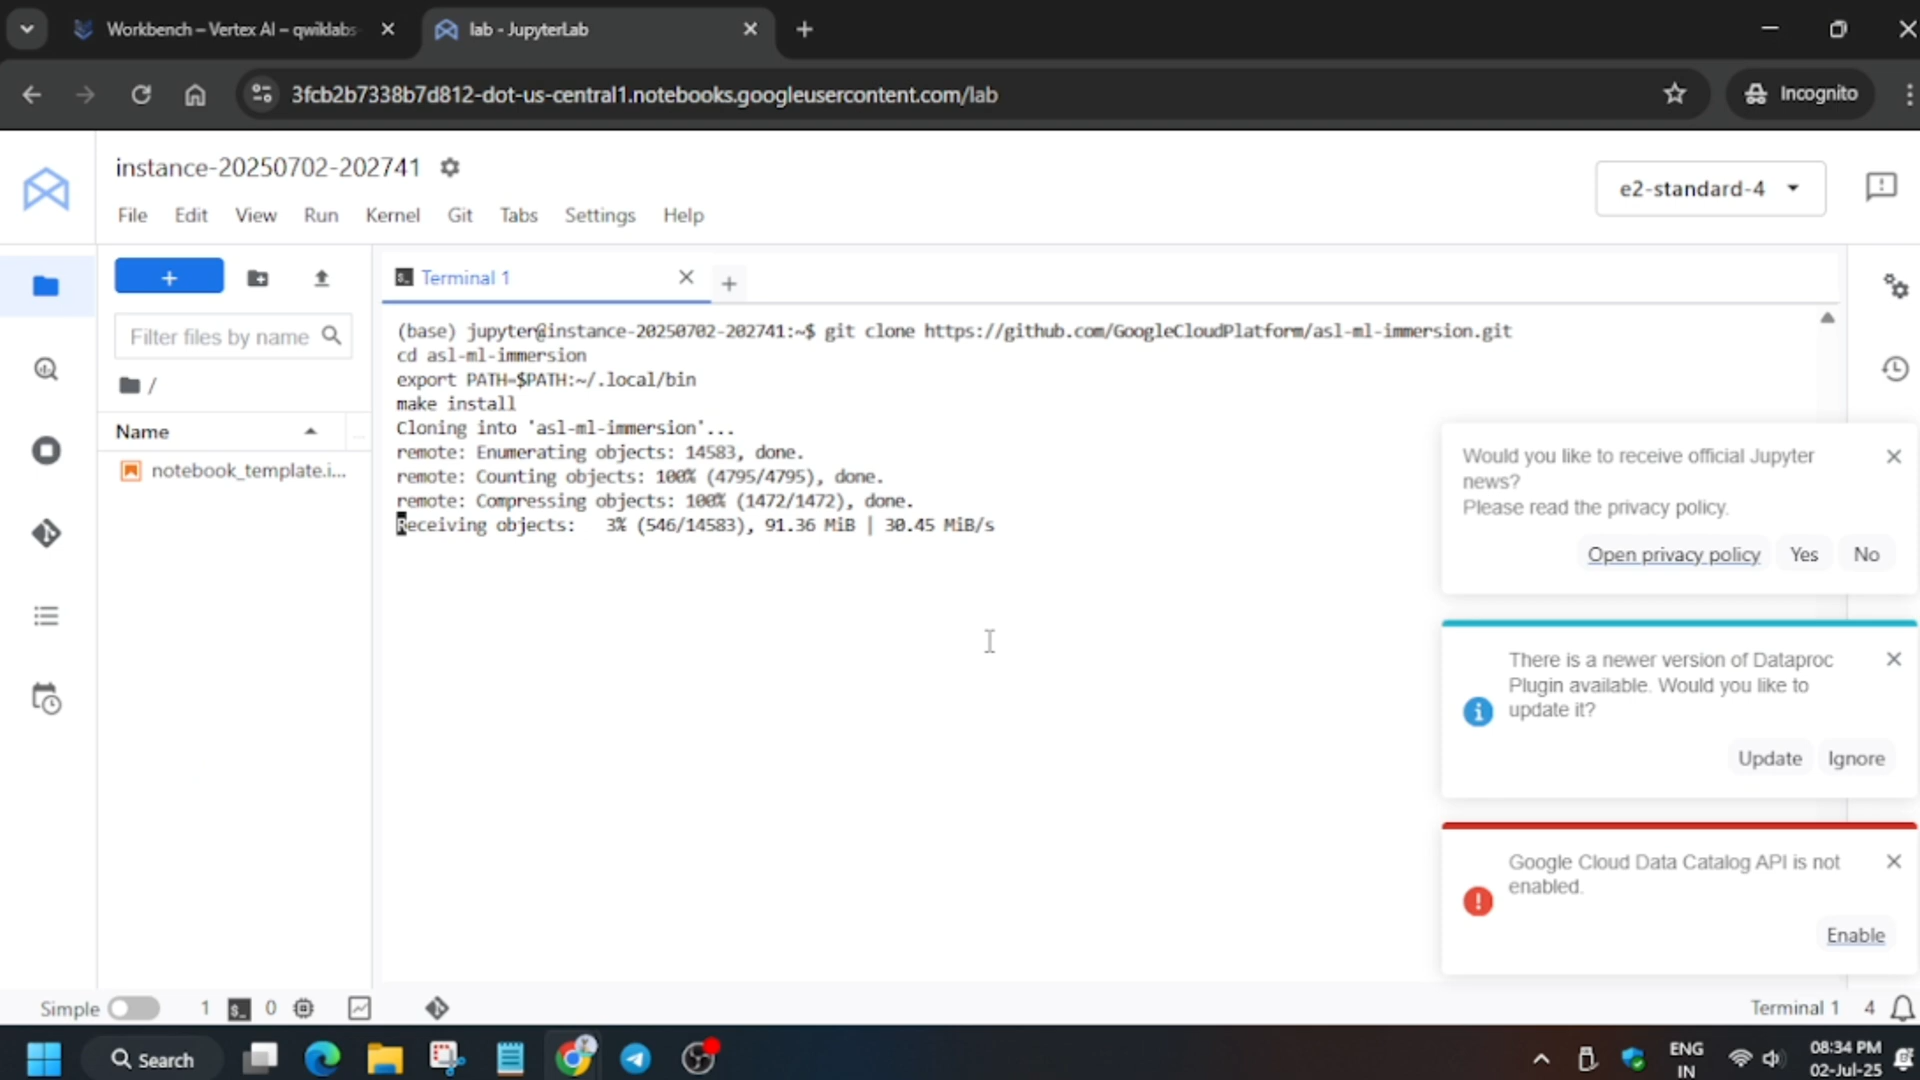 Workbench – Vertex AI – qwiklabs
lab - JupyterLab
3fcb2b7338b7d812-dot-us-central1.notebooks.googleusercontent.com/lab
Incognito
instance-20250702-202741
e2-standard-4
File Edit View Run Kernel Git Tabs Settings Help
Terminal 1
Filter files by name
/
Name
notebook_template.i...
(base) jupyter@instance-20250702-202741:~$ git clone https://github.com/GoogleCloudPlatform/asl-ml-immersion.git
cd asl-ml-immersion
export PATH=$PATH:~/.local/bin
make install
Cloning into 'asl-ml-immersion'...
remote: Enumerating objects: 14583, done.
remote: Counting objects: 100% (4795/4795), done.
remote: Compressing objects: 100% (1472/1472), done.
Receiving objects: 3% (546/14583), 91.36 MiB | 30.45 MiB/s
Would you like to receive official Jupyter
news?
Please read the privacy policy.
Open privacy policy Yes No
There is a newer version of Dataproc
Plugin available. Would you like to
update it?
Update Ignore
Google Cloud Data Catalog API is not
enabled.
Enable
Simple 1 0
Terminal 1 4
Search
ENG
IN
08:34 PM
02-Jul-25